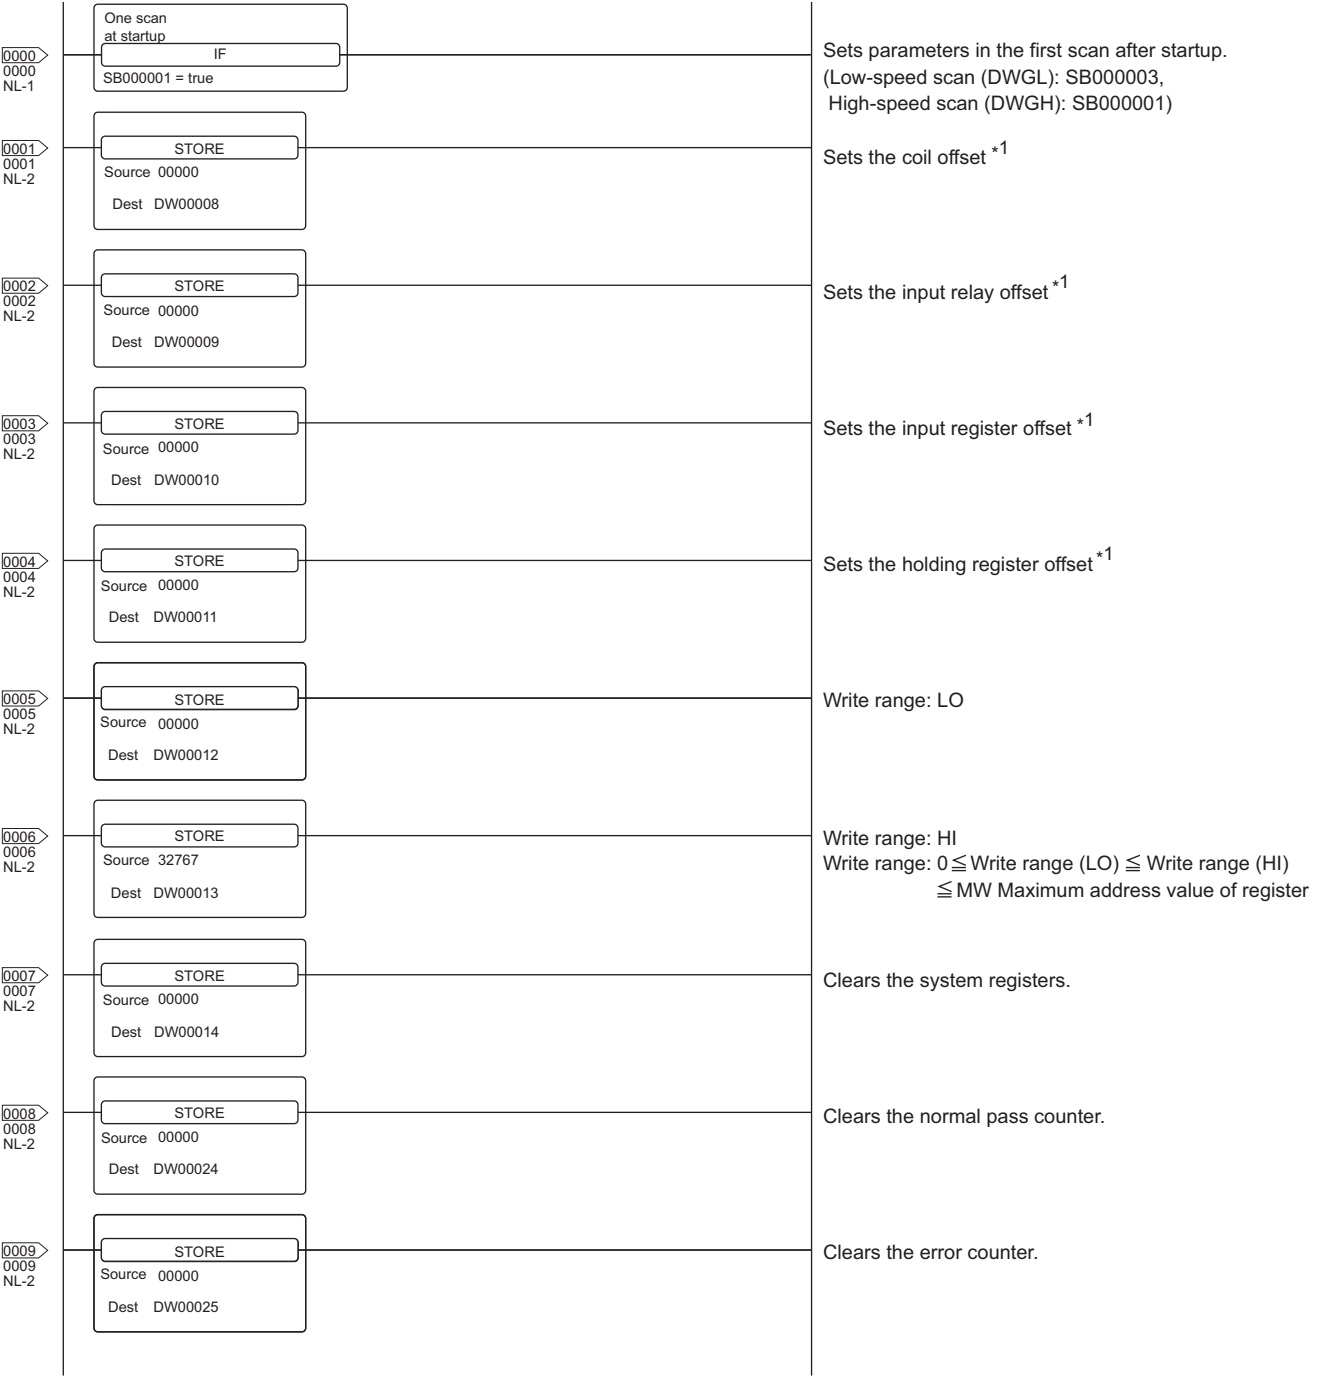 One scan
at startup
IF
SB000001 = true
0000
0000
NL-1
Sets parameters in the first scan after startup.
(Low-speed scan (DWGL): SB000003,
High-speed scan (DWGH): SB000001)
0001
0001
NL-2
STORE
Source 00000
Dest DW00008
Sets the coil offset *1
0002
0002
NL-2
STORE
Source 00000
Dest DW00009
Sets the input relay offset *1
0003
0003
NL-2
STORE
Source 00000
Dest DW00010
Sets the input register offset *1
0004
0004
NL-2
STORE
Source 00000
Dest DW00011
Sets the holding register offset *1
0005
0005
NL-2
STORE
Source 00000
Dest DW00012
Write range: LO
0006
0006
NL-2
STORE
Source 32767
Dest DW00013
Write range: HI
Write range: 0 ≦ Write range (LO) ≦ Write range (HI)
≦ MW Maximum address value of register
0007
0007
NL-2
STORE
Source 00000
Dest DW00014
Clears the system registers.
0008
0008
NL-2
STORE
Source 00000
Dest DW00024
Clears the normal pass counter.
0009
0009
NL-2
STORE
Source 00000
Dest DW00025
Clears the error counter.